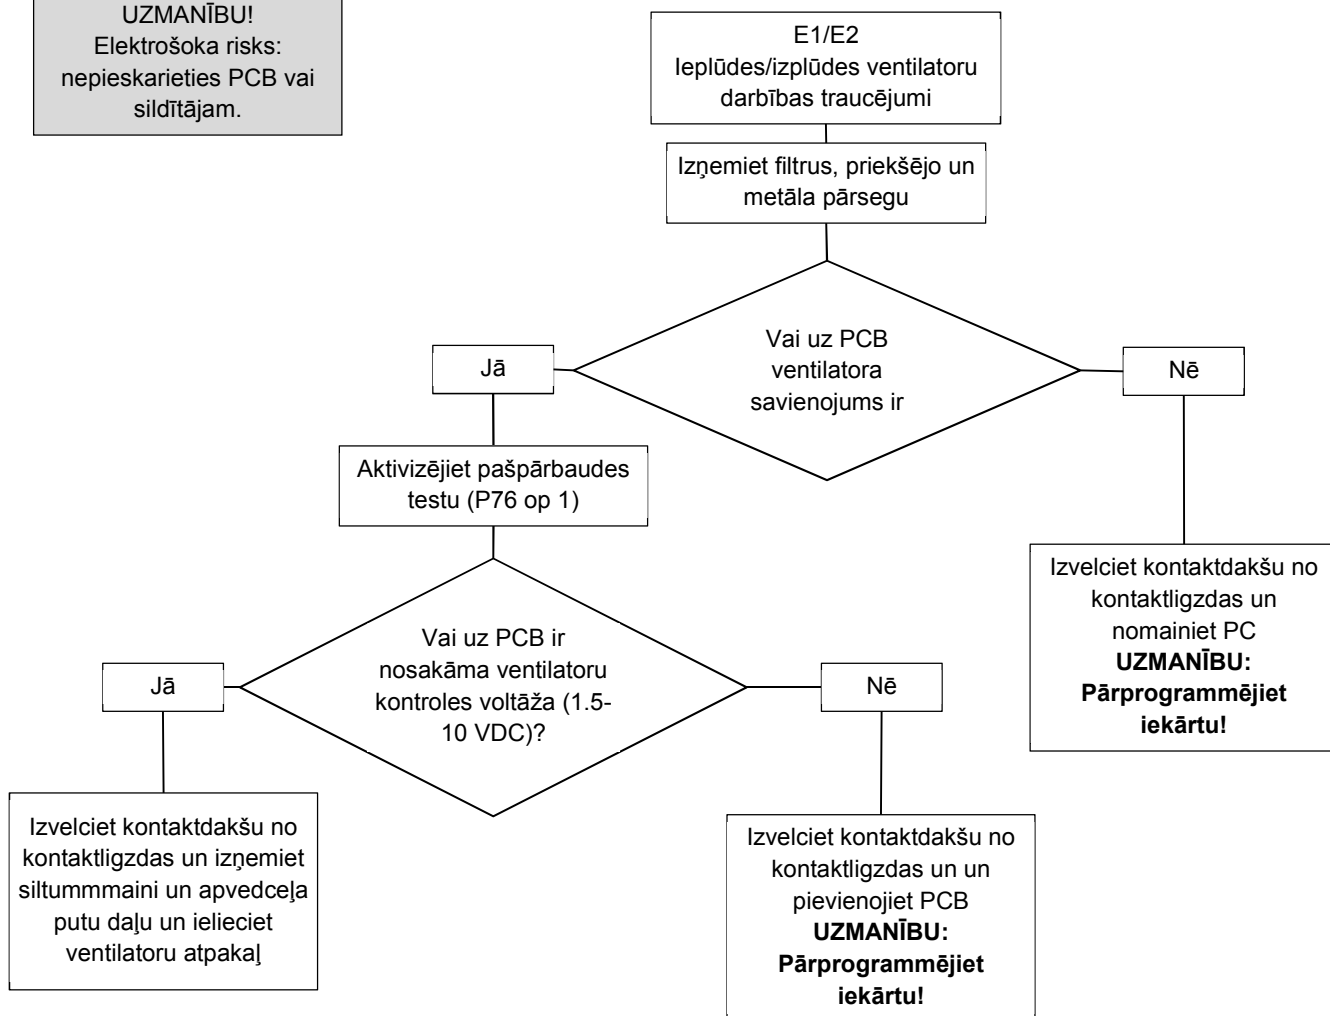 UZMANĪBU!
Elektrošoka risks:
nepieskarieties PCB vai
sildītājam.
E1/E2
Ieplūdes/izplūdes ventilatoru
darbības traucējumi
Izņemiet filtrus, priekšējo un
metāla pārsegu
Vai uz PCB
ventilatora
savienojums ir
Jā
Nē
Aktivizējiet pašpārbaudes
testu (P76 op 1)
Izvelciet kontaktdakšu no
kontaktligzdas un
nomainiet PC
UZMANĪBU:
Pārprogrammējiet
iekārtu!
Vai uz PCB ir
nosakāma ventilatoru
kontroles voltāža (1.5-
10 VDC)?
Jā
Nē
Izvelciet kontaktdakšu no
kontaktligzdas un izņemiet
siltummmaini un apvedceļa
putu daļu un ielieciet
ventilatoru atpakaļ
Izvelciet kontaktdakšu no
kontaktligzdas un un
pievienojiet PCB
UZMANĪBU:
Pārprogrammējiet
iekārtu!